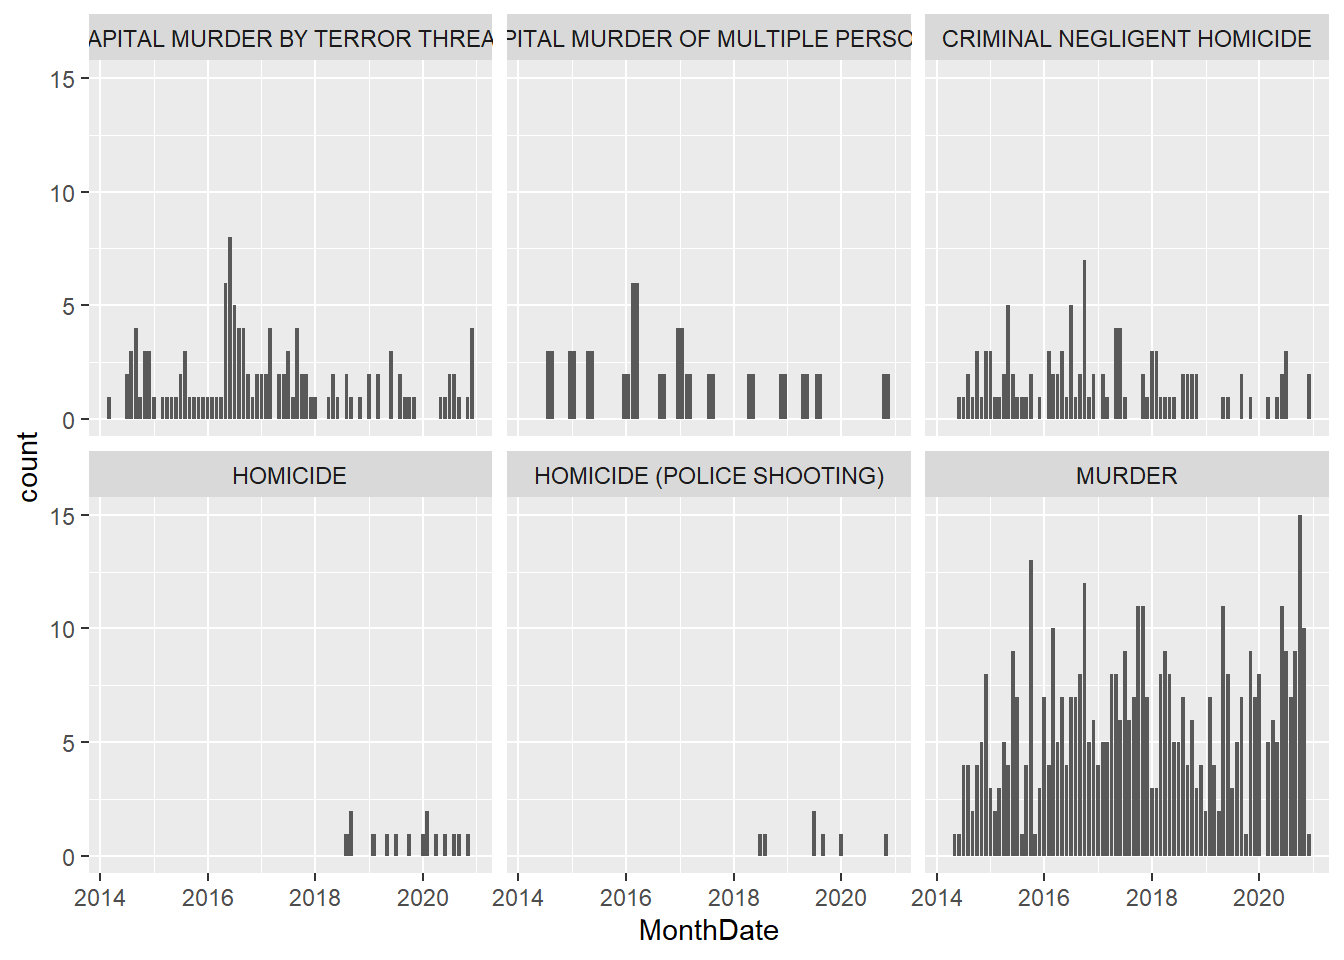 APITAL MURDER BY TERROR THREA
PITAL MURDER OF MULTIPLE PERSO
CRIMINAL NEGLIGENT HOMICIDE
15
10
5
0
HOMICIDE
HOMICIDE (POLICE SHOOTING)
MURDER
15
10
5
0
count
2014 2016 2018 2020
2014 2016 2018 2020
2014 2016 2018 2020
MonthDate